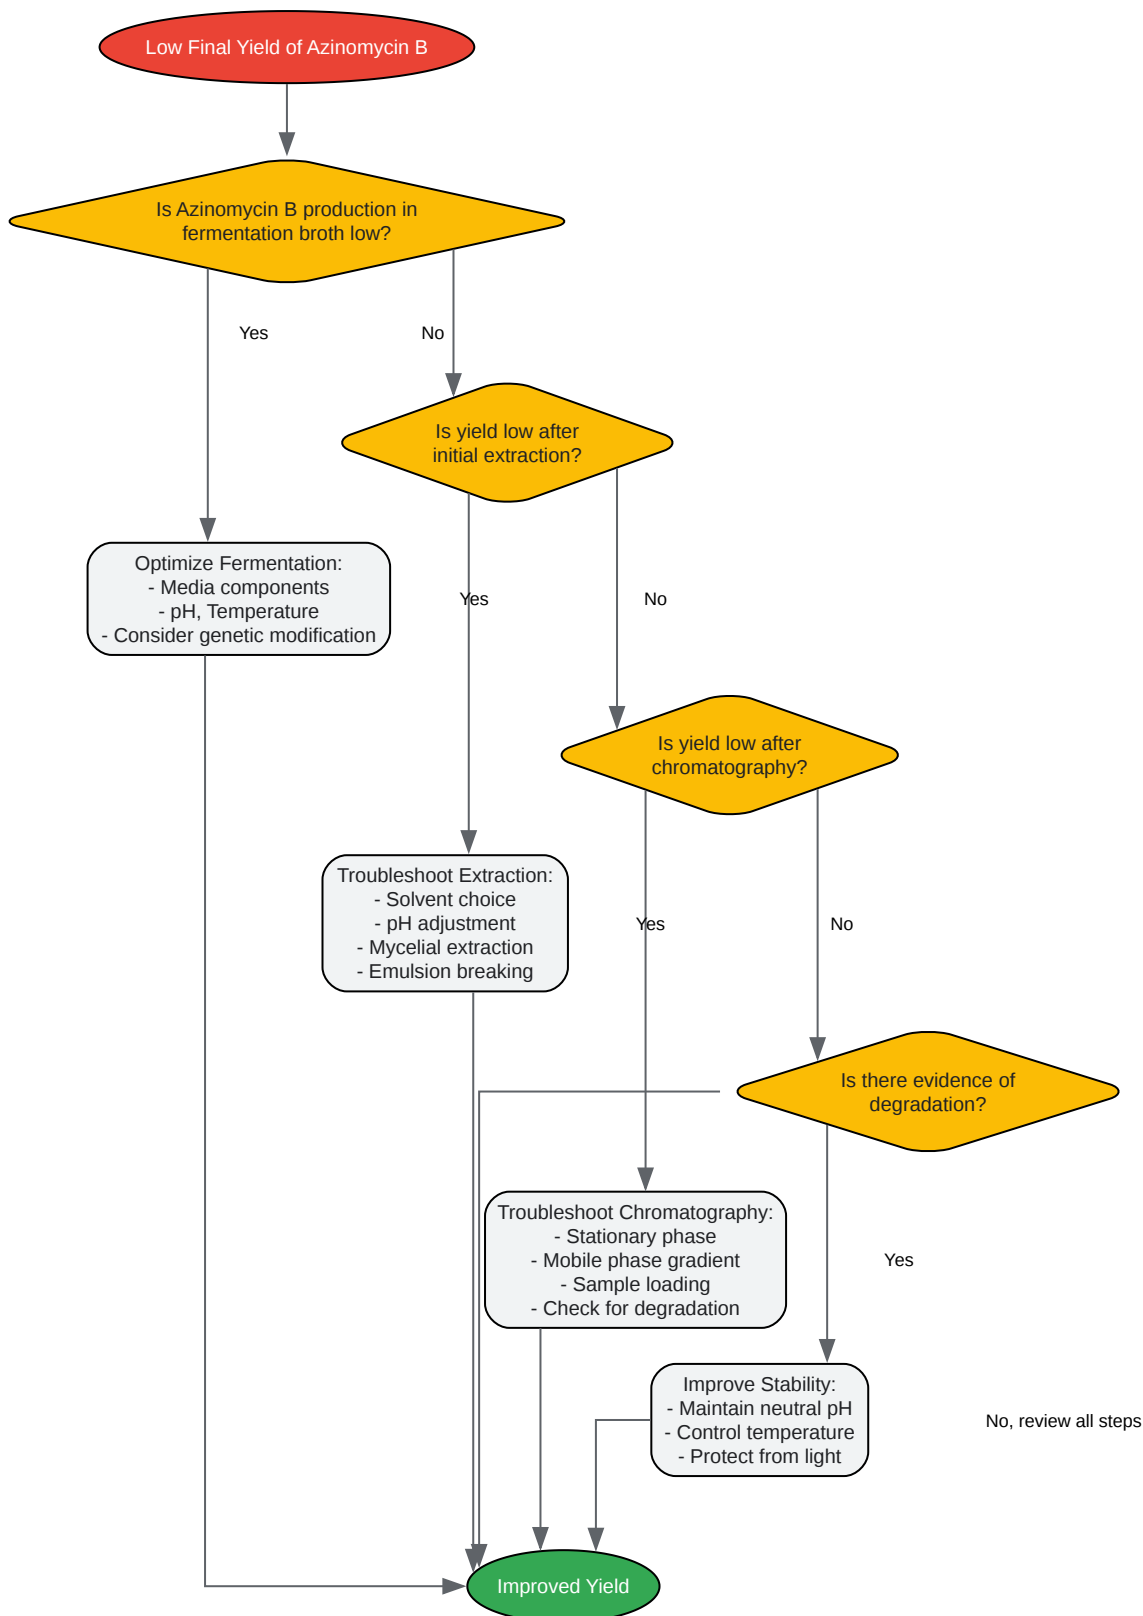 Low Final Yield of Azinomycin B
Is Azinomycin B production in
fermentation broth low?
Yes
No
Is yield low after
initial extraction?
Optimize Fermentation:
- Media components
- pH, Temperature
- Consider genetic modification
Yes
No
Is yield low after
chromatography?
Troubleshoot Extraction:
- Solvent choice
- pH adjustment
- Mycelial extraction
- Emulsion breaking
Yes
No
Is there evidence of
degradation?
Troubleshoot Chromatography:
- Stationary phase
- Mobile phase gradient
- Sample loading
- Check for degradation
Yes
Improve Stability:
- Maintain neutral pH
- Control temperature
- Protect from light
No, review all steps
Improved Yield